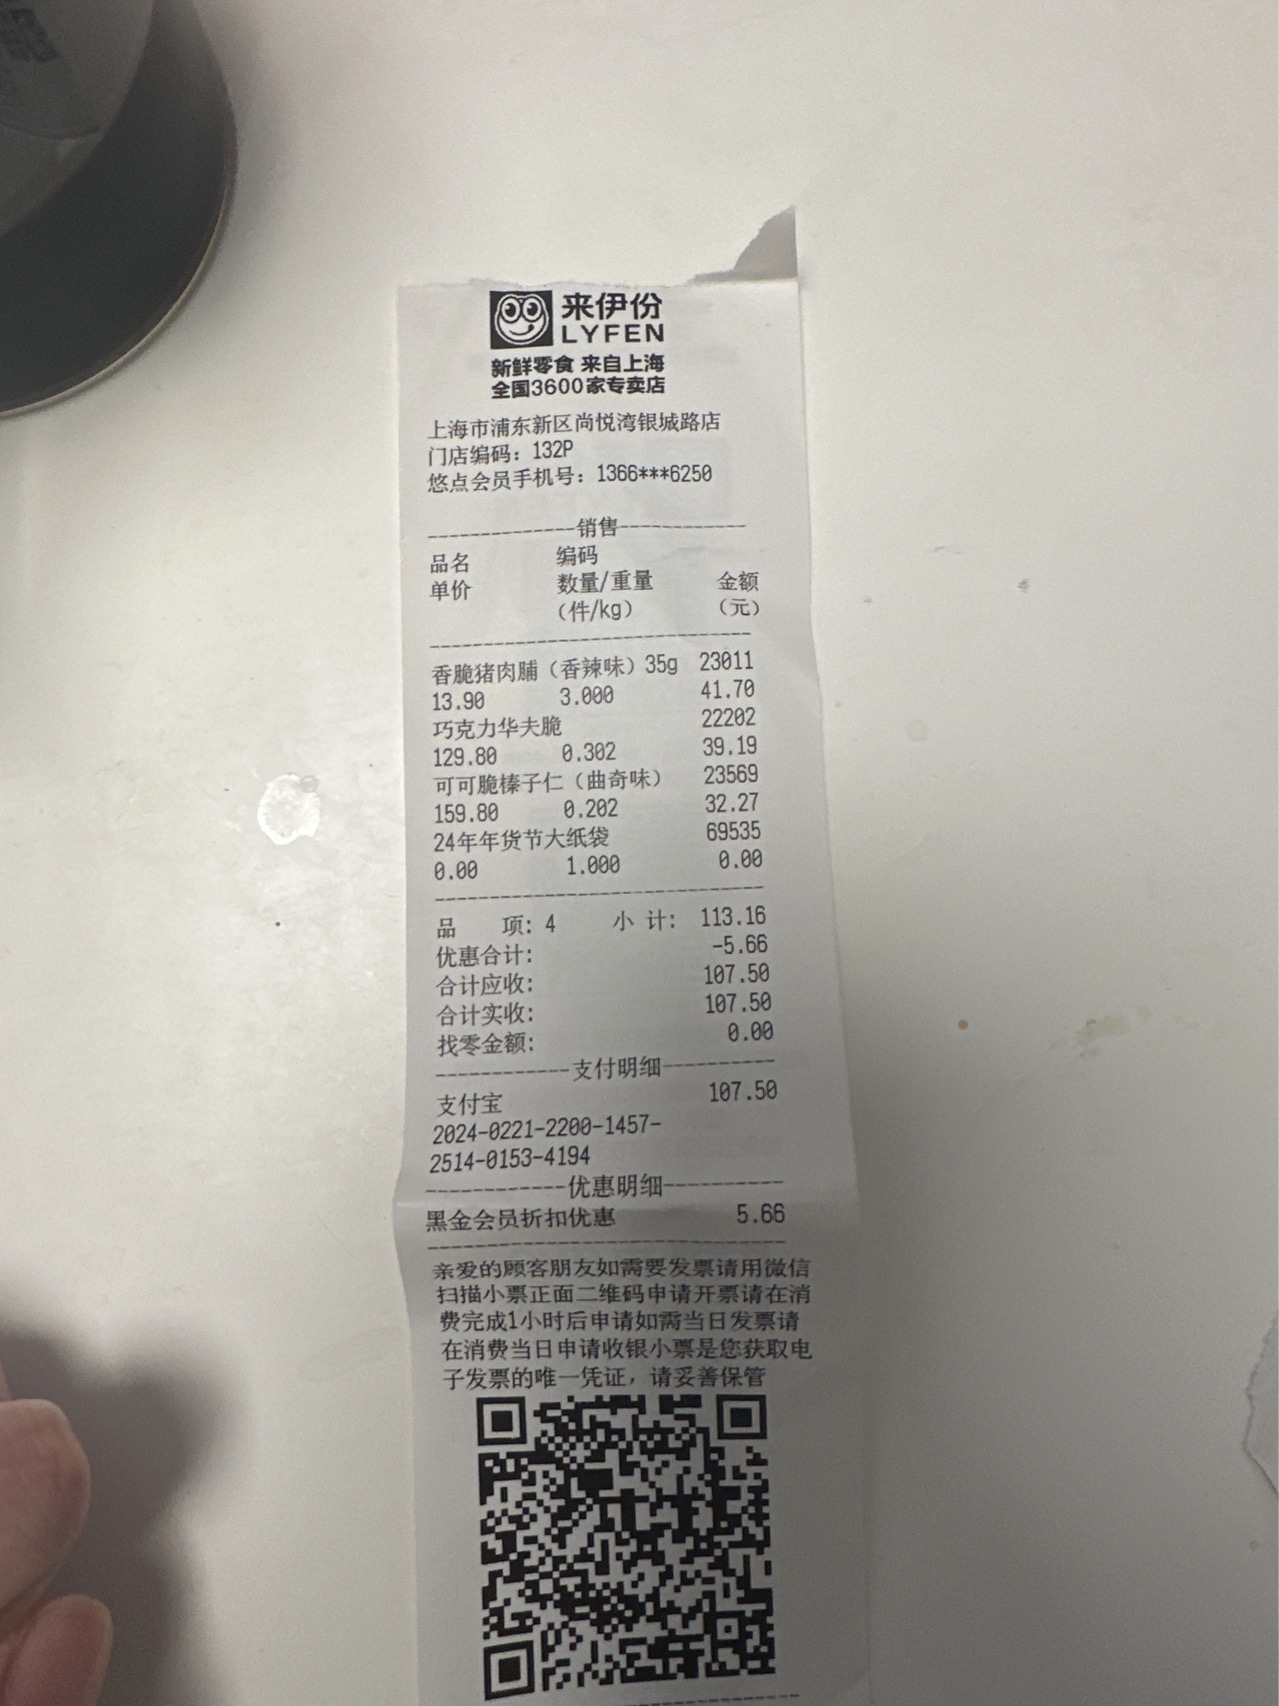 来伊份
LYFEN
新鲜零食 来自上海
全国3600家专卖店
上海市浦东新区尚悦湾银城路店
门店编码：132P
悠点会员手机号：1366***6250
--------------销售------------
品名 编码
单价 数量/重量 金额
（件/kg） （元）
------------------------------
香脆猪肉脯（香辣味）35g 23011
13.90 3.000 41.70
巧克力华夫脆 22202
129.80 0.302 39.19
可可脆榛子仁（曲奇味） 23569
159.80 0.202 32.27
24年年货节大纸袋 69535
0.00 1.000 0.00
------------------------------
品 项：4 小 计： 113.16
优惠合计： -5.66
合计应收： 107.50
合计实收： 107.50
找零金额： 0.00
------------支付明细----------
支付宝 107.50
2024-0221-2200-1457-
2514-0153-4194
------------优惠明细----------
黑金会员折扣优惠 5.66
------------------------------
亲爱的顾客朋友如需要发票请用微信
扫描小票正面二维码申请开票请在消
费完成1小时后申请如需当日发票请
在消费当日申请收银小票是您获取电
子发票的唯一凭证，请妥善保管